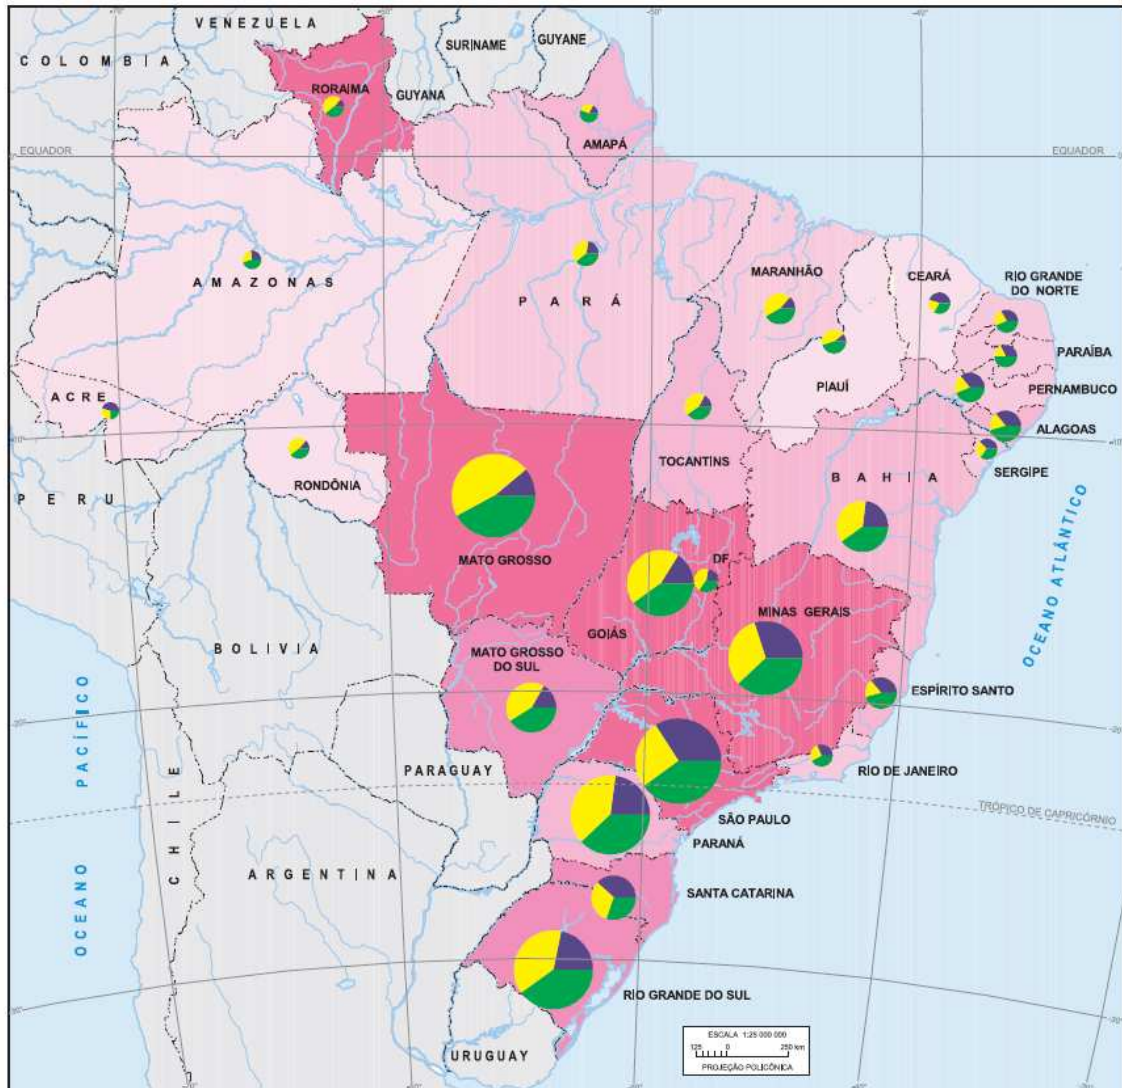 VENEZUELA
COLOMBIA
SURINAME
GUYANE
RORAIMA
GUYANA
AMAPÁ
EQUADOR
EQUADOR
AMAZONAS
PARÁ
MARANHÃO
CEARÁ
RIO GRANDE
DO NORTE
PARAÍBA
PIAUÍ
PERNAMBUCO
ACRE
ALAGOAS
TOCANTINS
SERGIPE
RONDÔNIA
BAHIA
PERU
MATO GROSSO
DF
OCEANO ATLÂNTICO
MINAS GERAIS
GOIÁS
BOLIVIA
MATO GROSSO
DO SUL
ESPÍRITO SANTO
OCEANO PACÍFICO
PARAGUAY
RIO DE JANEIRO
CHILE
TRÓPICO DE CAPRICÓRNIO
SÃO PAULO
PARANÁ
ARGENTINA
SANTA CATARINA
RIO GRANDE DO SUL
URUGUAY
ESCALA 1:25 000 000
125 0 250 km
PROJEÇÃO POLICÔNICA